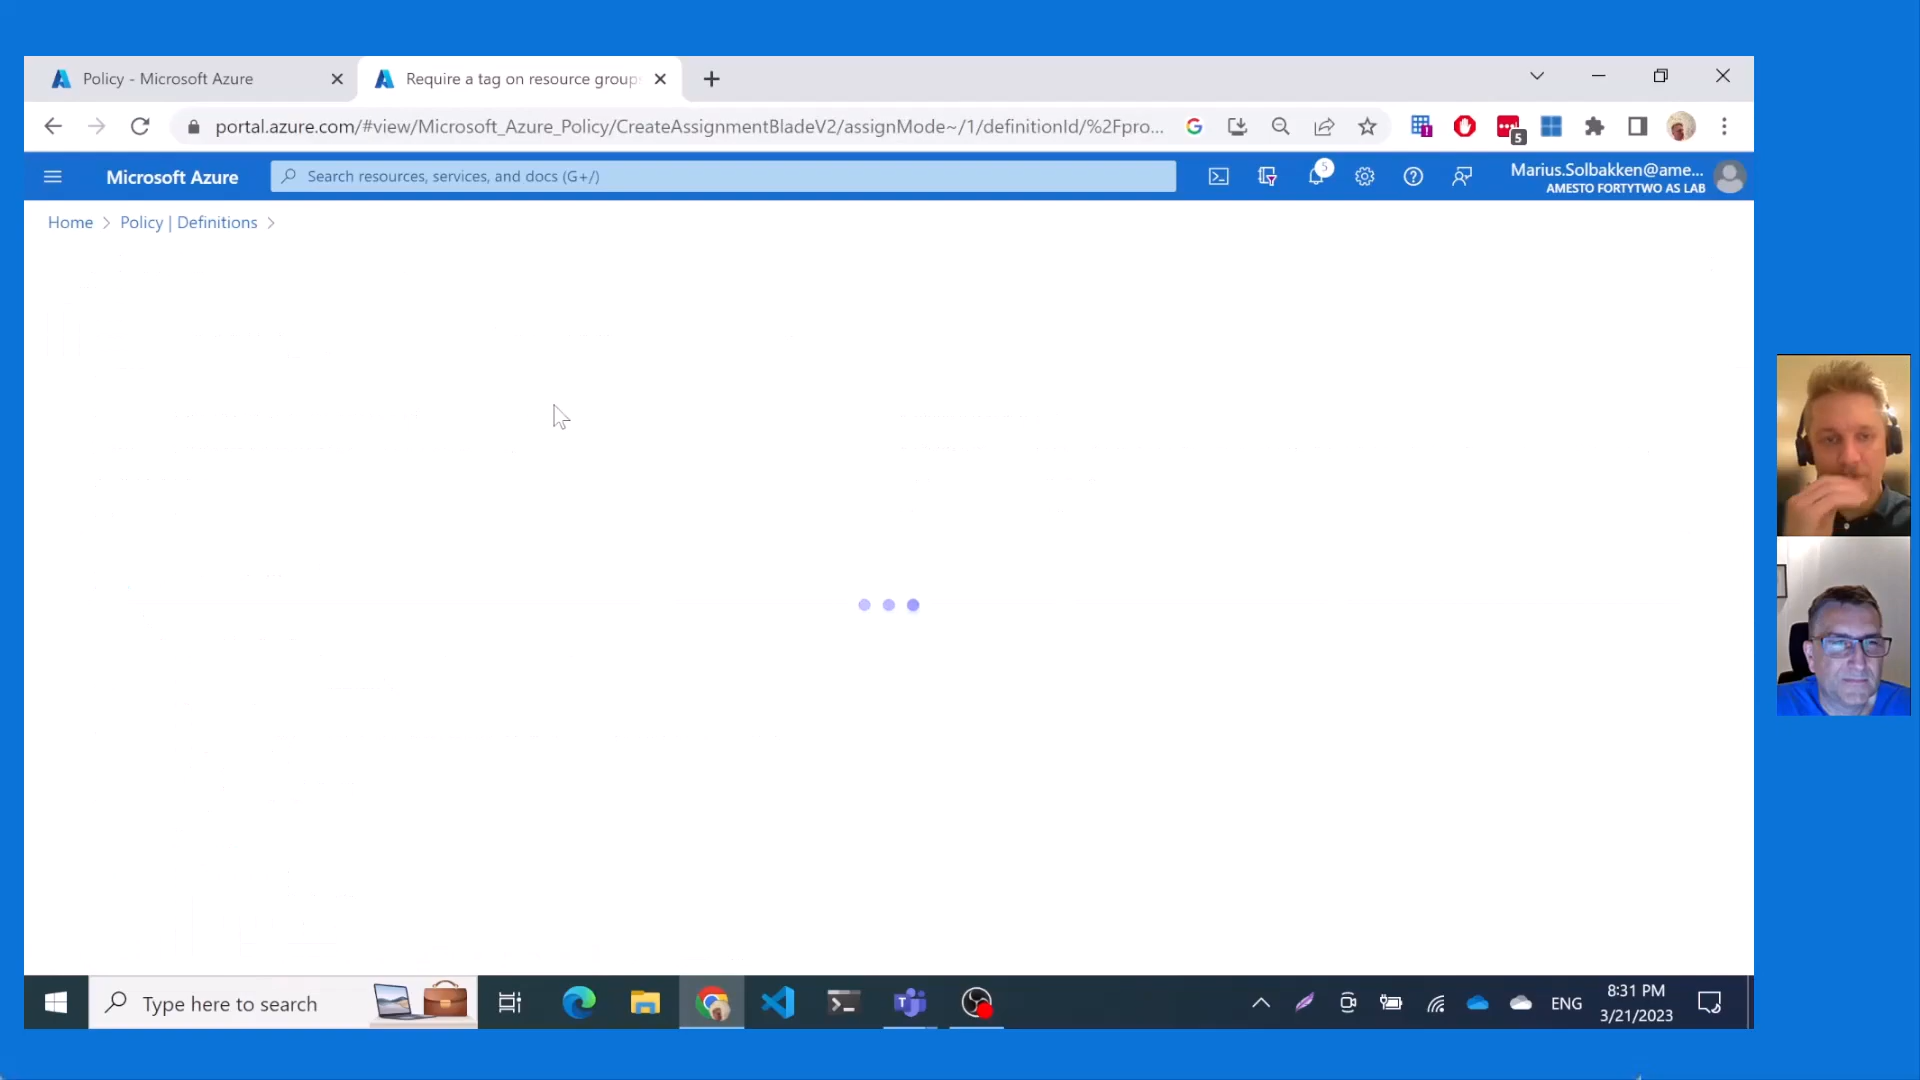 Policy - Microsoft Azure
Require a tag on resource group
portal.azure.com/#view/Microsoft_Azure_Policy/CreateAssignmentBladeV2/assignMode~/1/definitionId/%2Fpro...
5
Microsoft Azure
Search resources, services, and docs (G+/)
5
Marius.Solbakken@ame...
AMESTO FORTYTWO AS LAB
Home > Policy | Definitions >
Type here to search
ENG
8:31 PM
3/21/2023